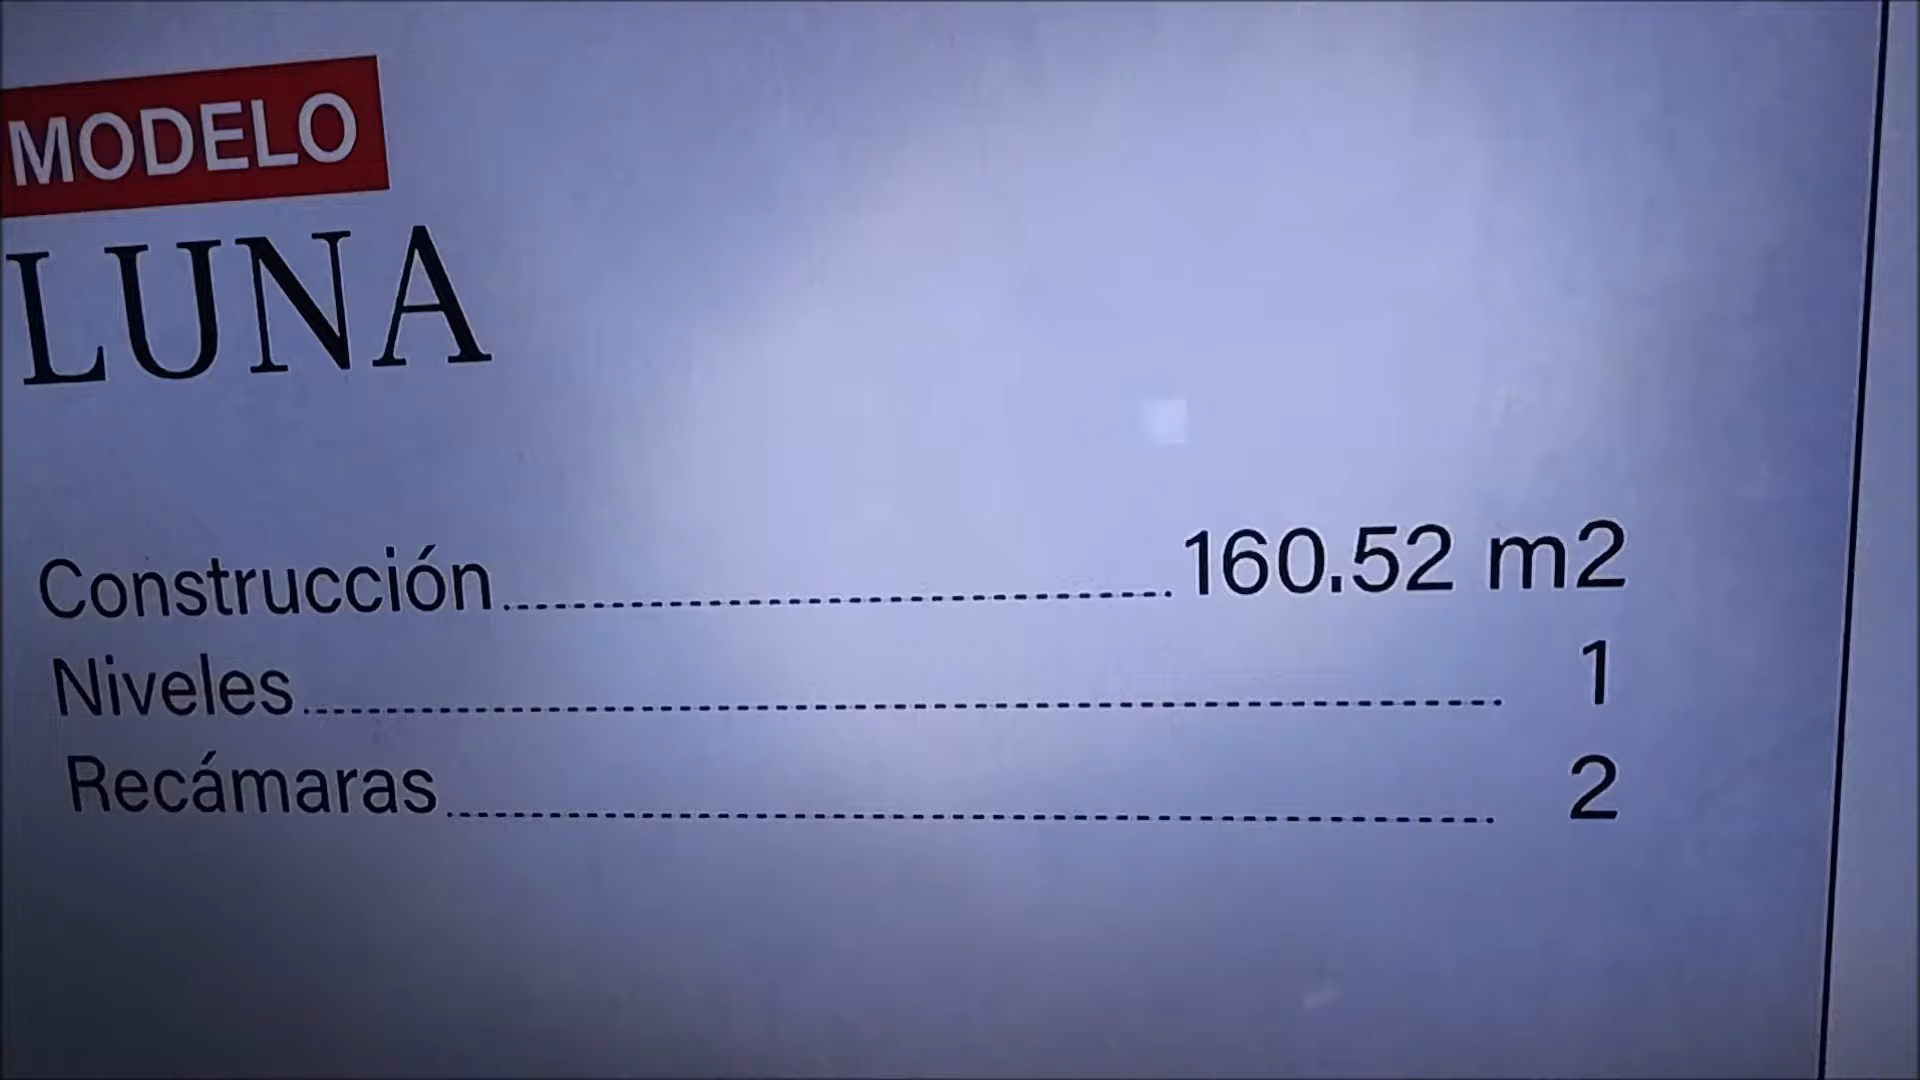 MODELO
LUNA
Construcción 160.52 m2
Niveles 1
Recámaras 2